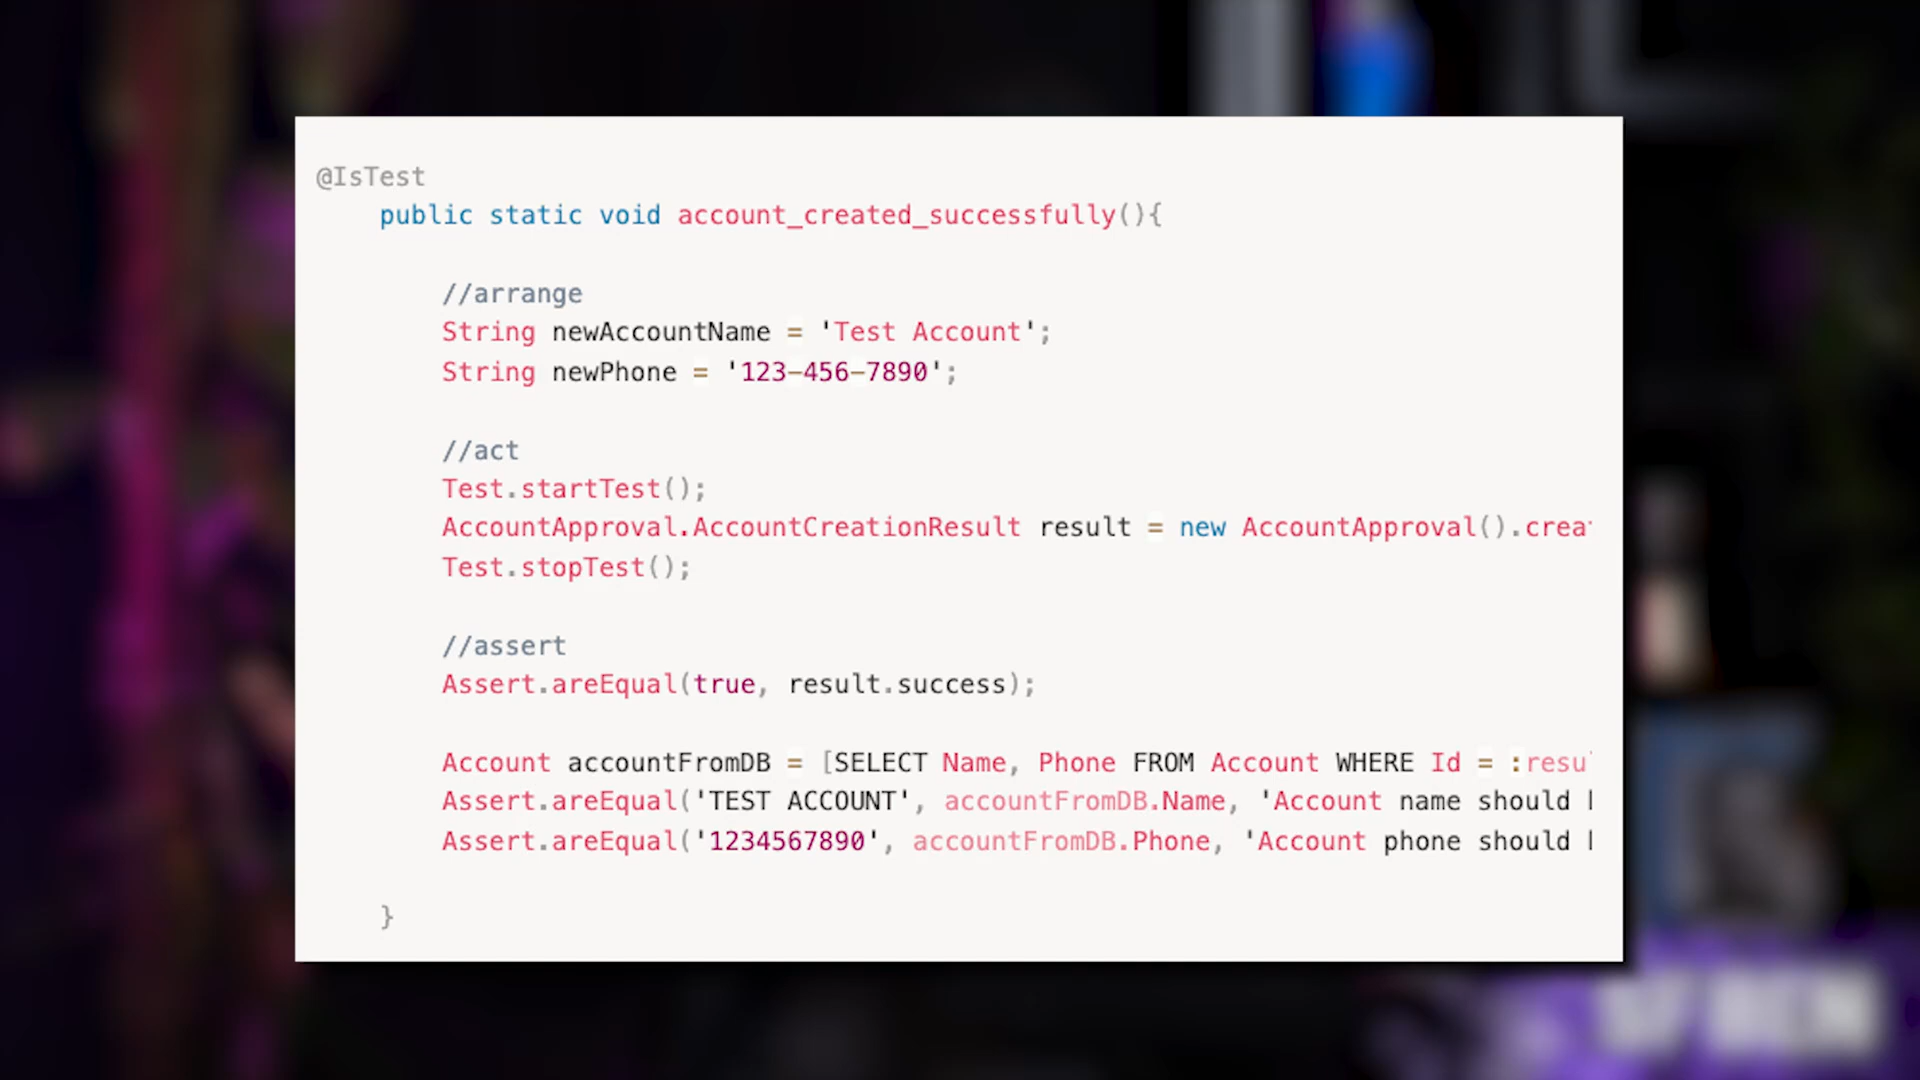 @IsTest
public static void account_created_successfully(){
//arrange
String newAccountName = 'Test Account';
String newPhone = '123-456-7890';
//act
Test.startTest();
AccountApproval.AccountCreationResult result = new AccountApproval().crea
Test.stopTest();
//assert
Assert.areEqual(true, result.success);
Account accountFromDB = [SELECT Name, Phone FROM Account WHERE Id = :resu
Assert.areEqual('TEST ACCOUNT', accountFromDB.Name, 'Account name should
Assert.areEqual('1234567890', accountFromDB.Phone, 'Account phone should
}